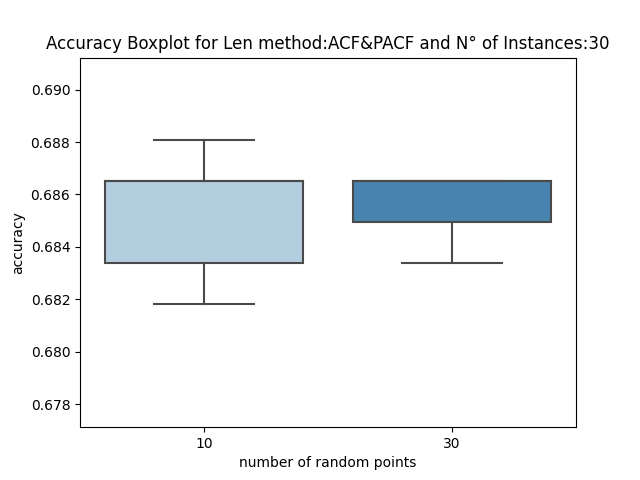 Accuracy Boxplot for Len method:ACF&PACF and N° of Instances:30
0.690
0.688
0.686
0.684
0.682
0.680
0.678
accuracy
10 30
number of random points